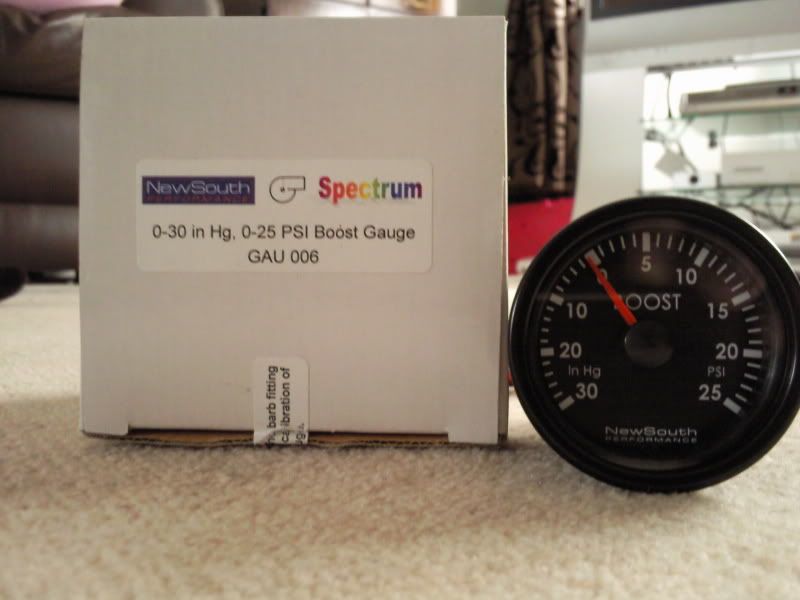 NewSouth Spectrum
PERFORMANCE
0-30 in Hg, 0-25 PSI Boost Gauge
GAU 006
barb fitting
calibration of
0 5 10 15 20 25
10 20 30
BOOST
In Hg
PSI
NewSouth
PERFORMANCE